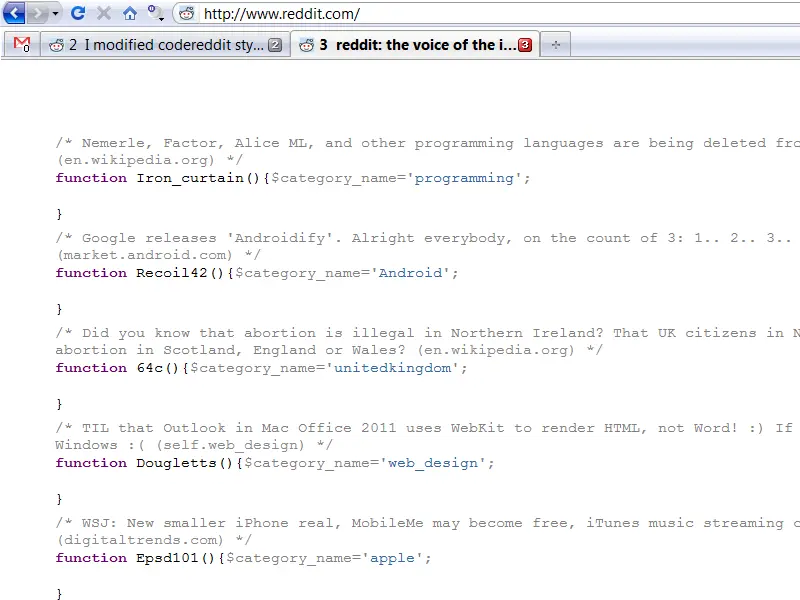 http://www.reddit.com/
0 2 I modified codereddit sty... 2 3 reddit: the voice of the i... 3
/* Nemerle, Factor, Alice ML, and other programming languages are being deleted fro
(en.wikipedia.org) */
function Iron_curtain(){$category_name='programming';
}
/* Google releases 'Androidify'. Alright everybody, on the count of 3: 1.. 2.. 3..
(market.android.com) */
function Recoil42(){$category_name='Android';
}
/* Did you know that abortion is illegal in Northern Ireland? That UK citizens in N
abortion in Scotland, England or Wales? (en.wikipedia.org) */
function 64c(){$category_name='unitedkingdom';
}
/* TIL that Outlook in Mac Office 2011 uses WebKit to render HTML, not Word! :) If
Windows :( (self.web_design) */
function Dougletts(){$category_name='web_design';
}
/* WSJ: New smaller iPhone real, MobileMe may become free, iTunes music streaming c
(digitaltrends.com) */
function Epsd101(){$category_name='apple';
}